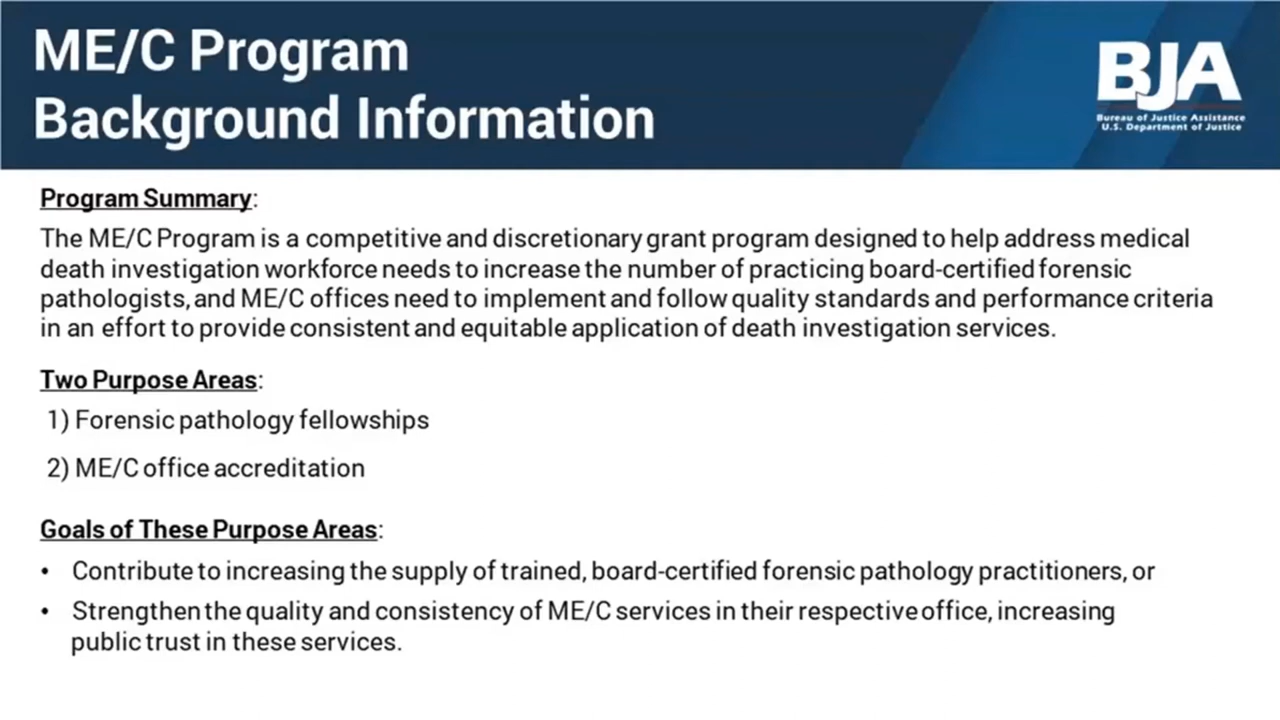 ME/C Program
Background Information
BJA
Bureau of Justice Assistance
U.S. Department of Justice
Program Summary:
The ME/C Program is a competitive and discretionary grant program designed to help address medical
death investigation workforce needs to increase the number of practicing board-certified forensic
pathologists, and ME/C offices need to implement and follow quality standards and performance criteria
in an effort to provide consistent and equitable application of death investigation services.
Two Purpose Areas:
1) Forensic pathology fellowships
2) ME/C office accreditation
Goals of These Purpose Areas:
• Contribute to increasing the supply of trained, board-certified forensic pathology practitioners, or
• Strengthen the quality and consistency of ME/C services in their respective office, increasing
public trust in these services.